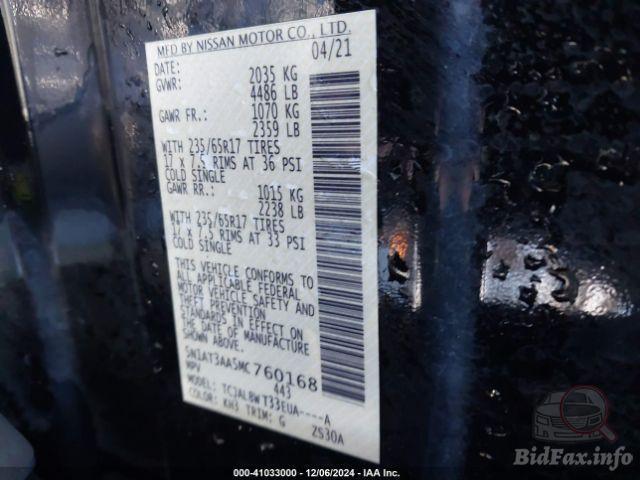 MFD BY NISSAN MOTOR CO., LTD.
DATE: 04/21
GVWR: 2035 KG
4486 LB
GAWR FR.: 1070 KG
2359 LB
WITH 235/65R17 TIRES
17 x 7.5 RIMS AT 36 PSI
COLD SINGLE
GAWR RR.: 1015 KG
2238 LB
WITH 235/65R17 TIRES
17 x 7.5 RIMS AT 33 PSI
COLD SINGLE
THIS VEHICLE CONFORMS TO
ALL APPLICABLE FEDERAL
MOTOR VEHICLE SAFETY AND
THEFT PREVENTION
STANDARDS IN EFFECT ON
THE DATE OF MANUFACTURE
5N1AT3AA5MC760168
MPV 443
MODEL: TCJALBW T33EUA----A
COLOR: KH3 TRIM: G ZS30A
BidFax.info
000-41033000 - 12/06/2024 - IAA Inc.